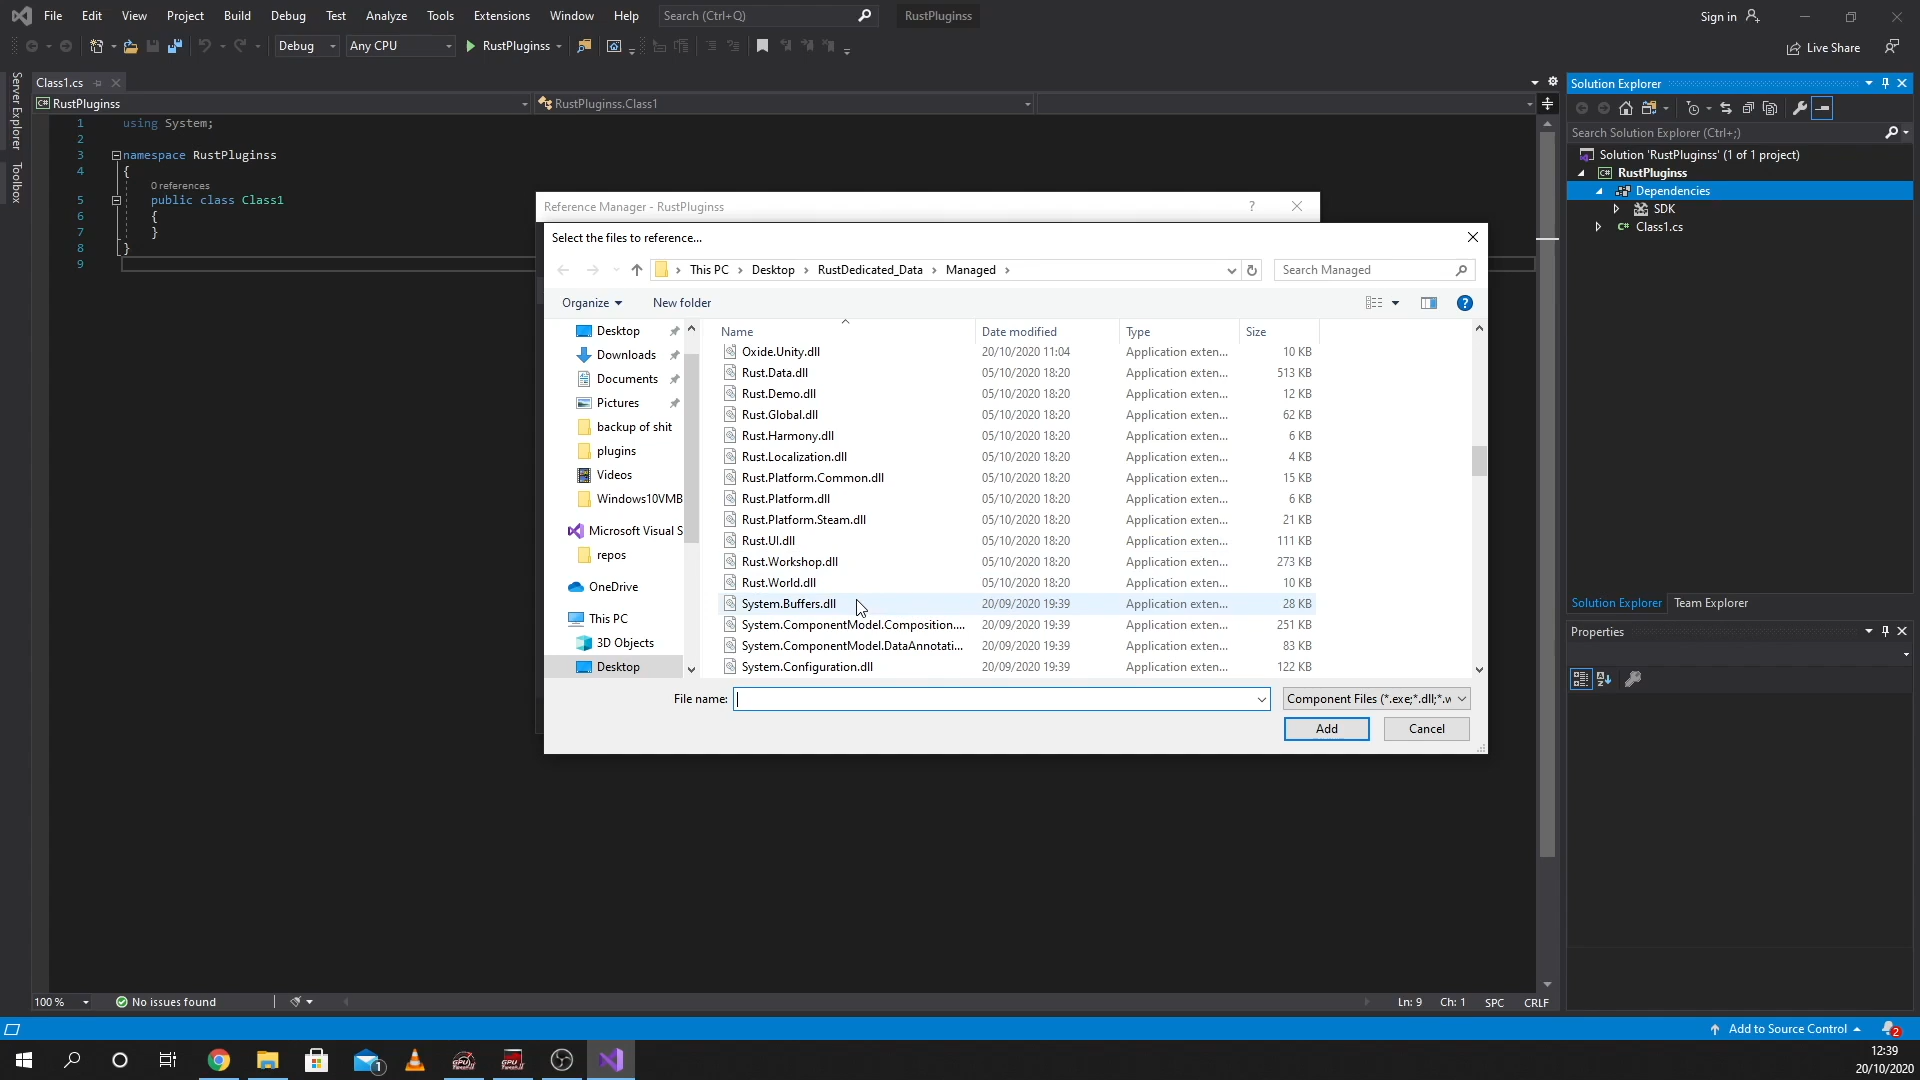 File Edit View Project Build Debug Test Analyze Tools Extensions Window Help Search (Ctrl+Q) RustPluginss Sign in
Debug Any CPU RustPluginss Live Share
Server Explorer
Toolbox
Class1.cs
RustPluginss RustPluginss.Class1
1 using System;
2
3 namespace RustPluginss
4 {
0 references
5 public class Class1
6 {
7 }
8 }
9
Reference Manager - RustPluginss ?
Select the files to reference...
This PC > Desktop > RustDedicated_Data > Managed > Search Managed
Organize New folder
Desktop
Downloads
Documents
Pictures
backup of shit
plugins
Videos
Windows10VMB
Microsoft Visual S
repos
OneDrive
This PC
3D Objects
Desktop
Name Date modified Type Size
Oxide.Unity.dll 20/10/2020 11:04 Application exten... 10 KB
Rust.Data.dll 05/10/2020 18:20 Application exten... 513 KB
Rust.Demo.dll 05/10/2020 18:20 Application exten... 12 KB
Rust.Global.dll 05/10/2020 18:20 Application exten... 62 KB
Rust.Harmony.dll 05/10/2020 18:20 Application exten... 6 KB
Rust.Localization.dll 05/10/2020 18:20 Application exten... 4 KB
Rust.Platform.Common.dll 05/10/2020 18:20 Application exten... 15 KB
Rust.Platform.dll 05/10/2020 18:20 Application exten... 6 KB
Rust.Platform.Steam.dll 05/10/2020 18:20 Application exten... 21 KB
Rust.UI.dll 05/10/2020 18:20 Application exten... 111 KB
Rust.Workshop.dll 05/10/2020 18:20 Application exten... 273 KB
Rust.World.dll 05/10/2020 18:20 Application exten... 10 KB
System.Buffers.dll 20/09/2020 19:39 Application exten... 28 KB
System.ComponentModel.Composition.... 20/09/2020 19:39 Application exten... 251 KB
System.ComponentModel.DataAnnotati... 20/09/2020 19:39 Application exten... 83 KB
System.Configuration.dll 20/09/2020 19:39 Application exten... 122 KB
File name: Component Files (*.exe;*.dll;*.w
Add Cancel
Solution Explorer
Search Solution Explorer (Ctrl+;)
Solution 'RustPluginss' (1 of 1 project)
RustPluginss
Dependencies
SDK
C# Class1.cs
Solution Explorer Team Explorer
Properties
100 % No issues found Ln: 9 Ch: 1 SPC CRLF
Add to Source Control 2
1
12:39
20/10/2020